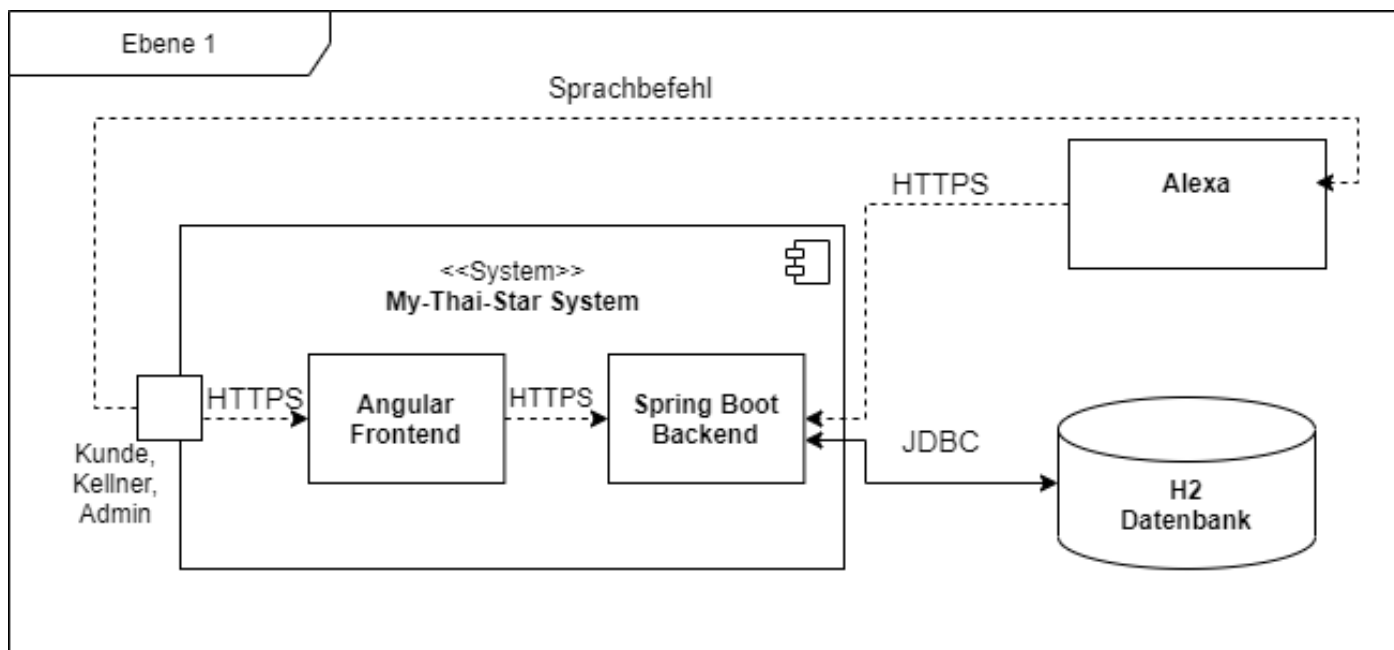 Ebene 1
Sprachbefehl
HTTPS
Alexa
<<System>>
My-Thai-Star System
HTTPS
Angular
Frontend
HTTPS
Spring Boot
Backend
JDBC
Kunde,
Kellner,
Admin
H2
Datenbank